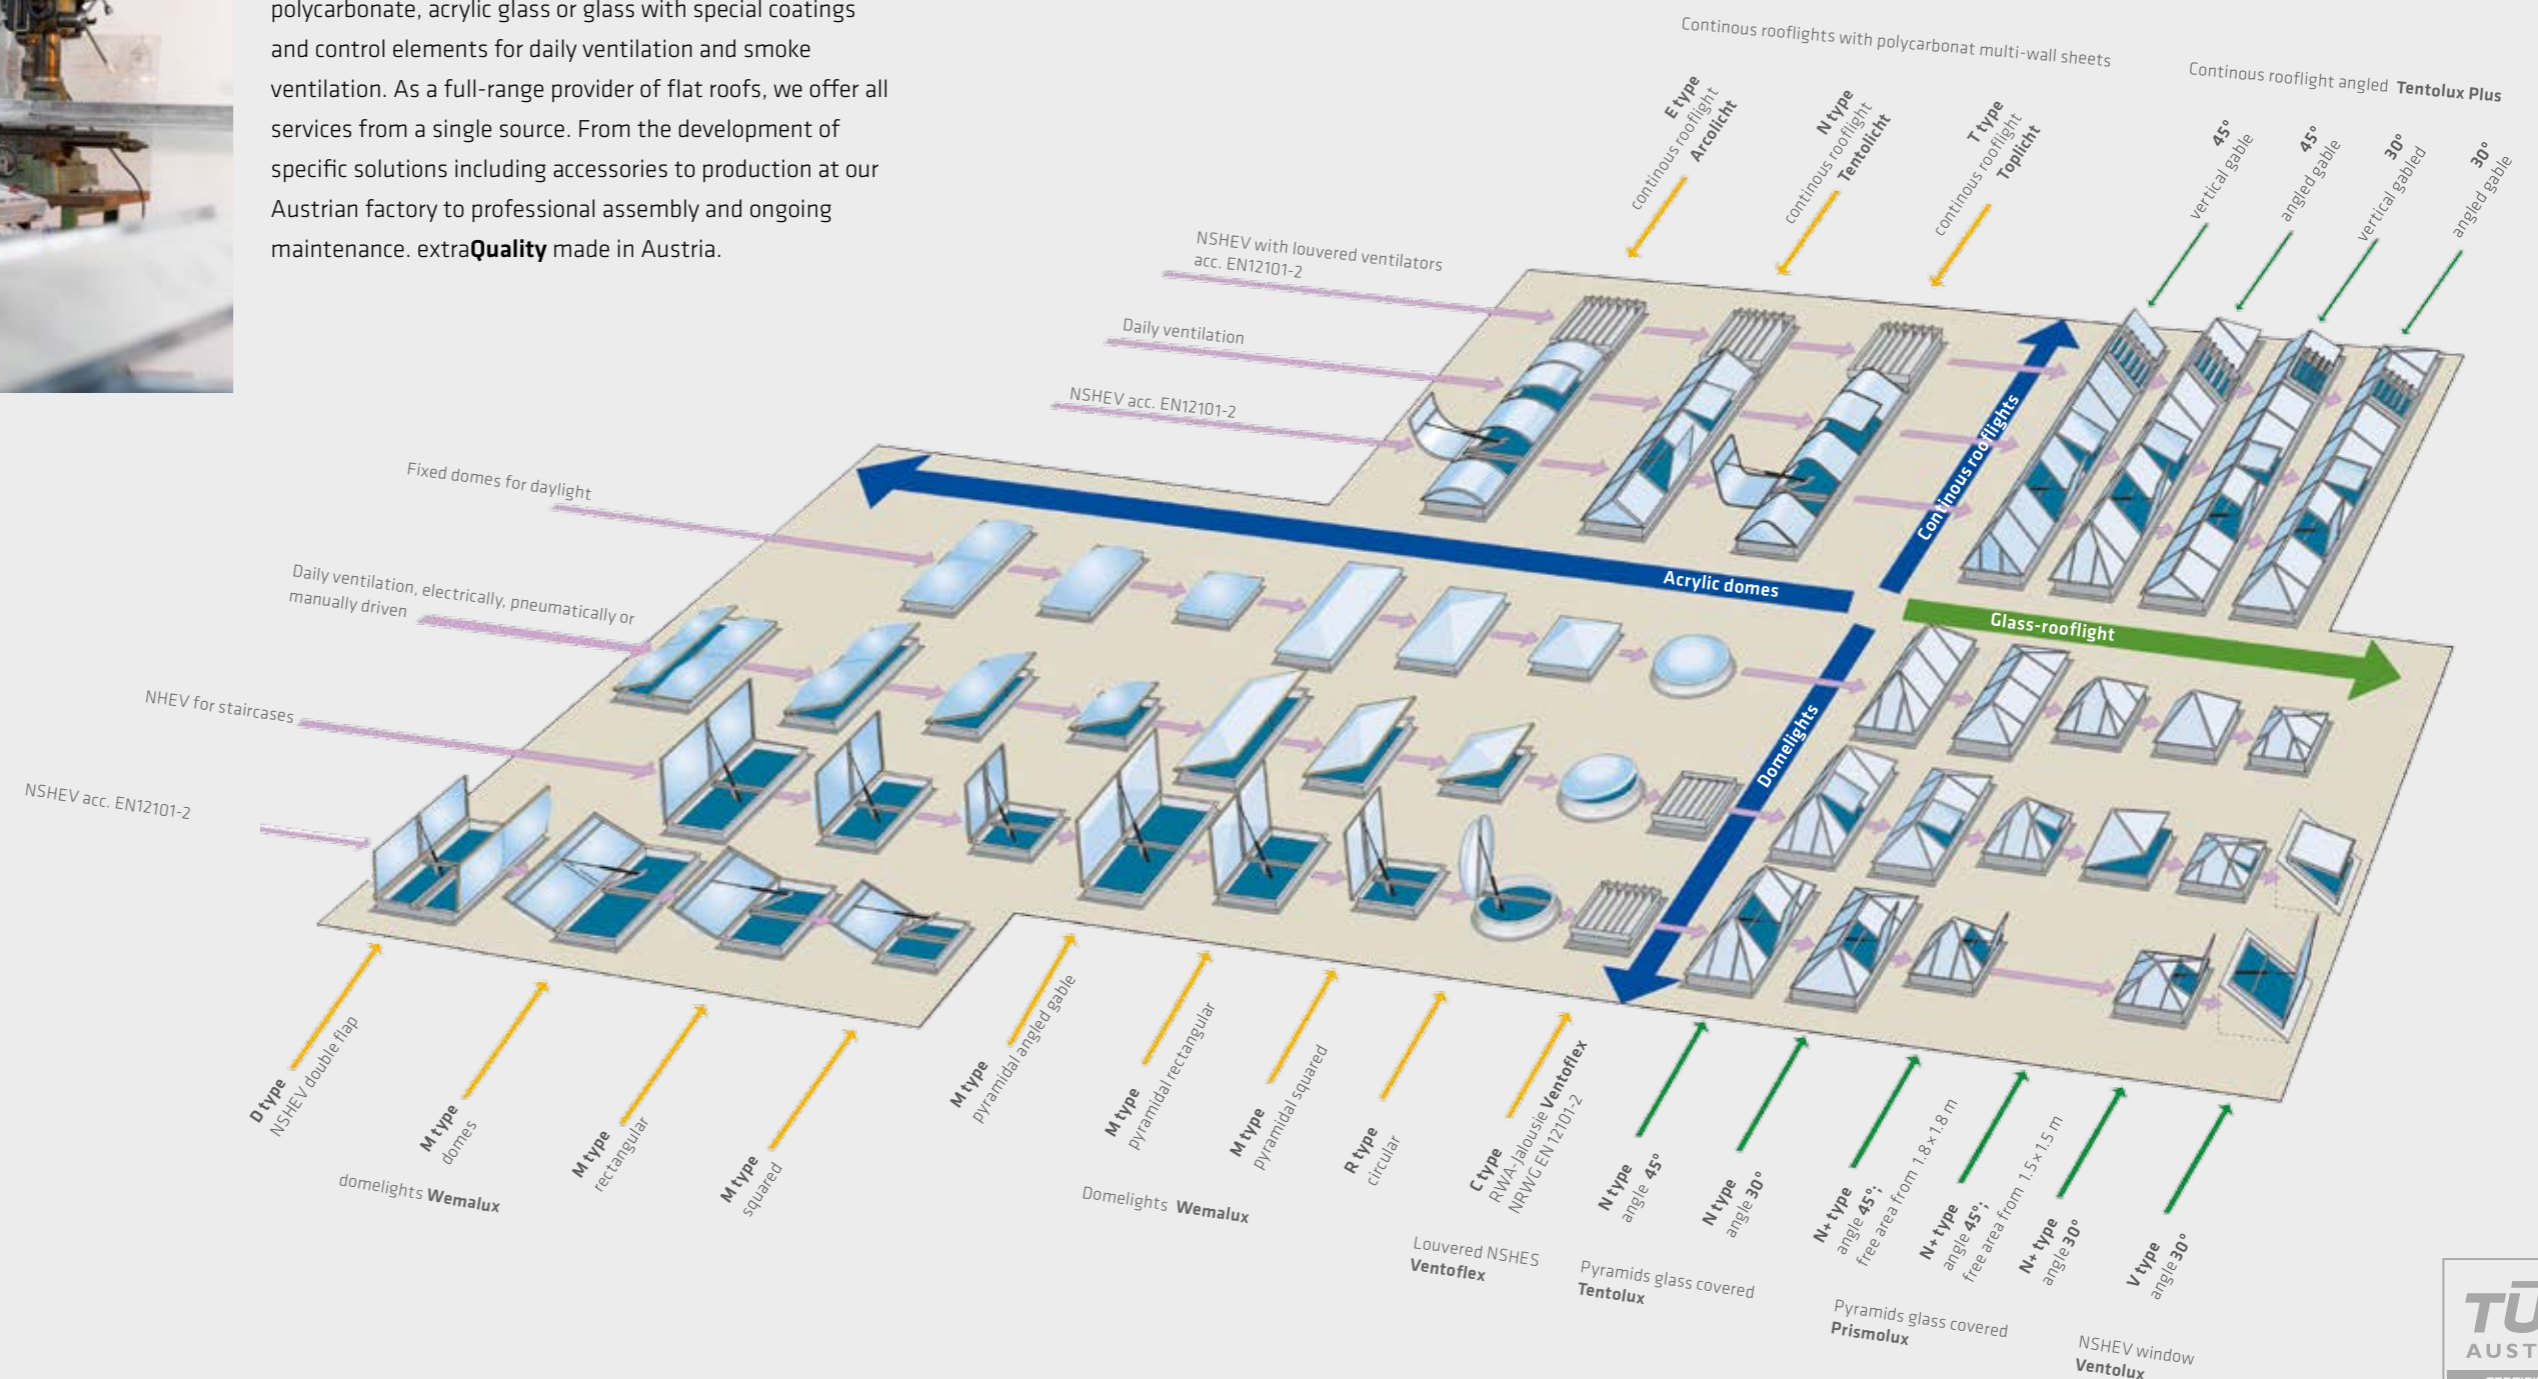 polycarbonate, acrylic glass or glass with special coatings
and control elements for daily ventilation and smoke
ventilation. As a full-range provider of flat roofs, we offer all
services from a single source. From the development of
specific solutions including accessories to production at our
Austrian factory to professional assembly and ongoing
maintenance. extraQuality made in Austria.
Continous rooflights with polycarbonat multi-wall sheets
Continous rooflight angled Tentolux Plus
E type
continous rooflight
Arcolicht
N type
continous rooflight
Tentolicht
T type
continous rooflight
Toplicht
45°
vertical gable
45°
angled gable
30°
vertical gabled
30°
angled gable
NSHEV with louvered ventilators
acc. EN12101-2
Daily ventilation
NSHEV acc. EN12101-2
Fixed domes for daylight
Daily ventilation, electrically, pneumatically or
manually driven
NHEV for staircases
NSHEV acc. EN12101-2
Continous rooflights
Acrylic domes
Glass-rooflight
Domelights
D type
NSHEV double flap
M type
domes
M type
rectangular
M type
squared
domelights Wemalux
M type
pyramidal angled gable
M type
pyramidal rectangular
M type
pyramidal squared
R type
circular
C type
RWA-Jalousie Ventoflex
NRWG EN 12101-2
Domelights Wemalux
Louvered NSHES
Ventoflex
N type
angle 45°
N type
angle 30°
N+ type
angle 45°;
free area from 1.8 x 1.8 m
N+ type
angle 45°;
free area from 1.5 x 1.5 m
N+ type
angle 30°
V type
angle 30°
Pyramids glass covered
Tentolux
Pyramids glass covered
Prismolux
NSHEV window
Ventolux
TÜ
AUST